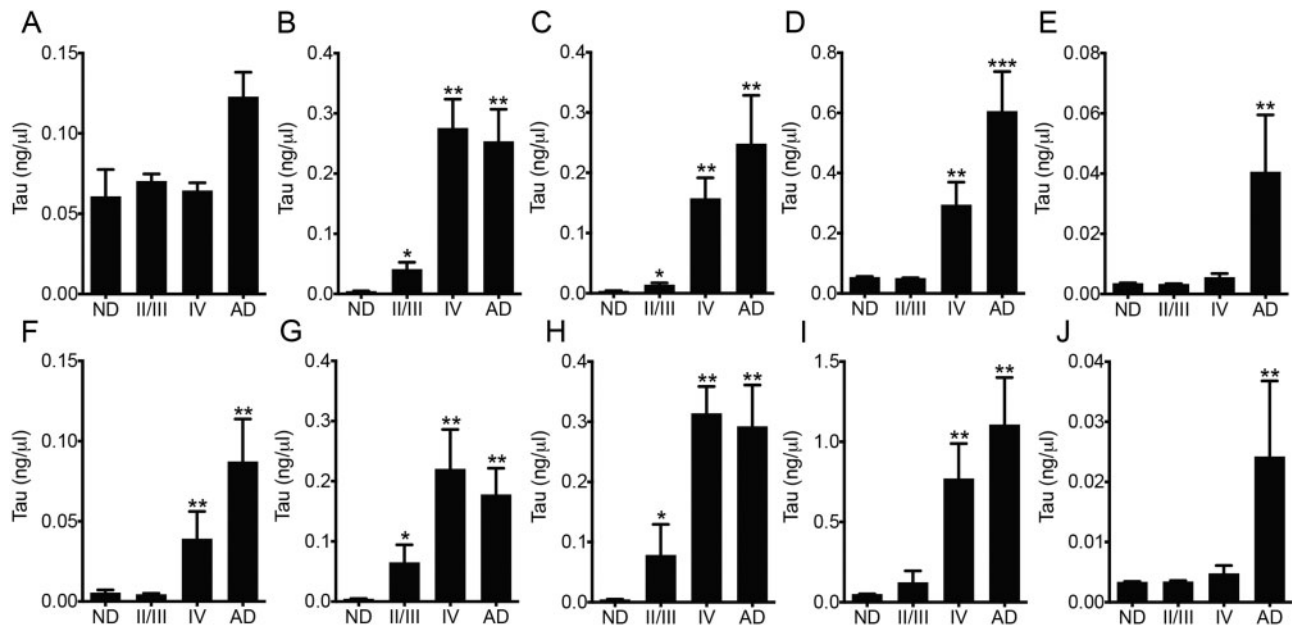 A
Tau (ng/µl)
0.15
0.10
0.05
0.00
ND II/III IV AD
B
Tau (ng/µl)
0.4
0.3
0.2
0.1
0.0
* ** **
ND II/III IV AD
C
Tau (ng/µl)
0.4
0.3
0.2
0.1
0.0
* ** **
ND II/III IV AD
D
Tau (ng/µl)
0.8
0.6
0.4
0.2
0.0
** ***
ND II/III IV AD
E
Tau (ng/µl)
0.08
0.06
0.04
0.02
0.00
**
ND II/III IV AD
F
Tau (ng/µl)
0.15
0.10
0.05
0.00
** **
ND II/III IV AD
G
Tau (ng/µl)
0.4
0.3
0.2
0.1
0.0
* ** **
ND II/III IV AD
H
Tau (ng/µl)
0.4
0.3
0.2
0.1
0.0
* ** **
ND II/III IV AD
I
Tau (ng/µl)
1.5
1.0
0.5
0.0
** **
ND II/III IV AD
J
Tau (ng/µl)
0.04
0.03
0.02
0.01
0.00
**
ND II/III IV AD